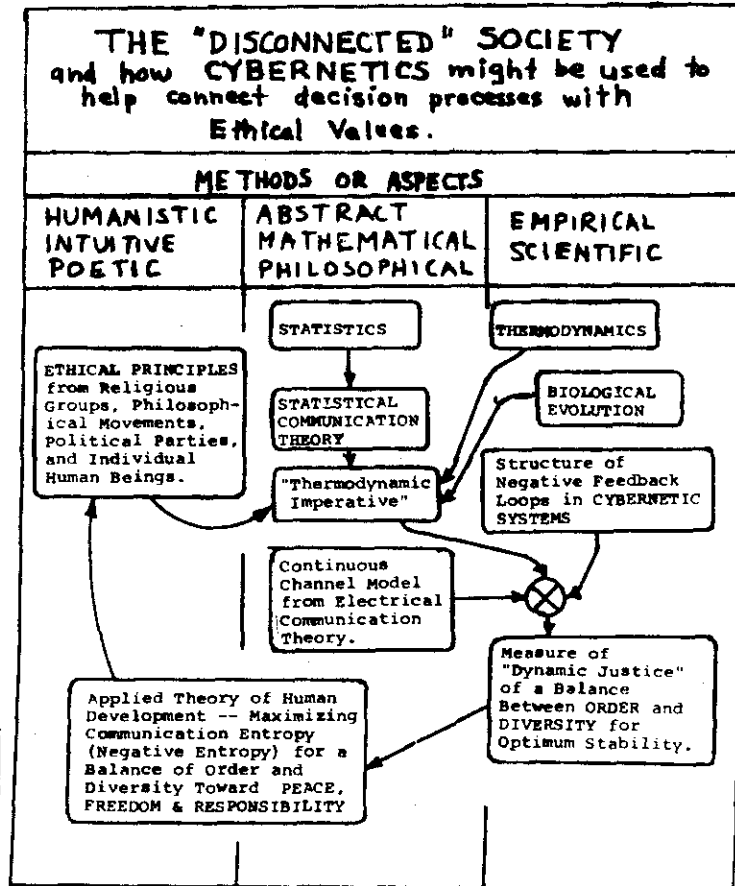 THE "DISCONNECTED" SOCIETY
and how CYBERNETICS might be used to
help connect decision processes with
Ethical Values.
METHODS OR ASPECTS
HUMANISTIC
INTUITIVE
POETIC
ABSTRACT
MATHEMATICAL
PHILOSOPHICAL
EMPIRICAL
SCIENTIFIC
STATISTICS
THERMODYNAMICS
ETHICAL PRINCIPLES
from Religious
Groups, Philosoph-
ical Movements,
Political Parties,
and Individual
Human Beings.
STATISTICAL
COMMUNICATION
THEORY
BIOLOGICAL
EVOLUTION
"Thermodynamic
Imperative"
Structure of
Negative Feedback
Loops in CYBERNETIC
SYSTEMS
Continuous
Channel Model
from Electrical
Communication
Theory.
Measure of
"Dynamic Justice"
of a Balance
Between ORDER and
DIVERSITY for
Optimum Stability.
Applied Theory of Human
Development -- Maximizing
Communication Entropy
(Negative Entropy) for a
Balance of Order and
Diversity Toward PEACE,
FREEDOM & RESPONSIBILITY